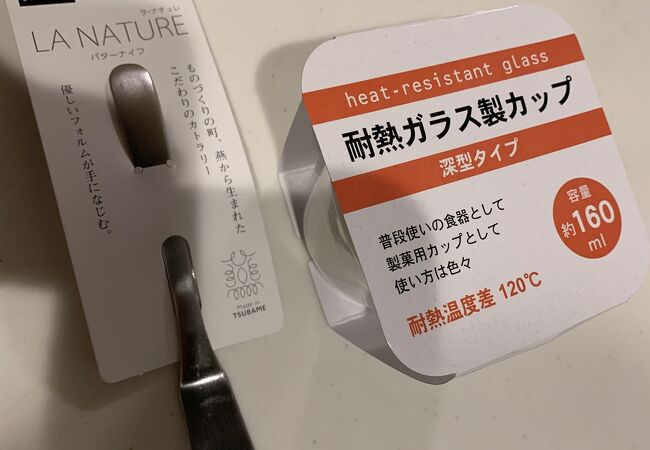 ラ・ナチュレ
LA NATURE
バターナイフ
ものづくりの町、燕から生まれた
こだわりのカトラリー
優しいフォルムが手になじむ。
Made in
TSUBAME
heat-resistant glass
耐熱ガラス製カップ
深型タイプ
普段使いの食器として
製菓用カップとして
使い方は色々
容量
約160
ml
耐熱温度差 120℃